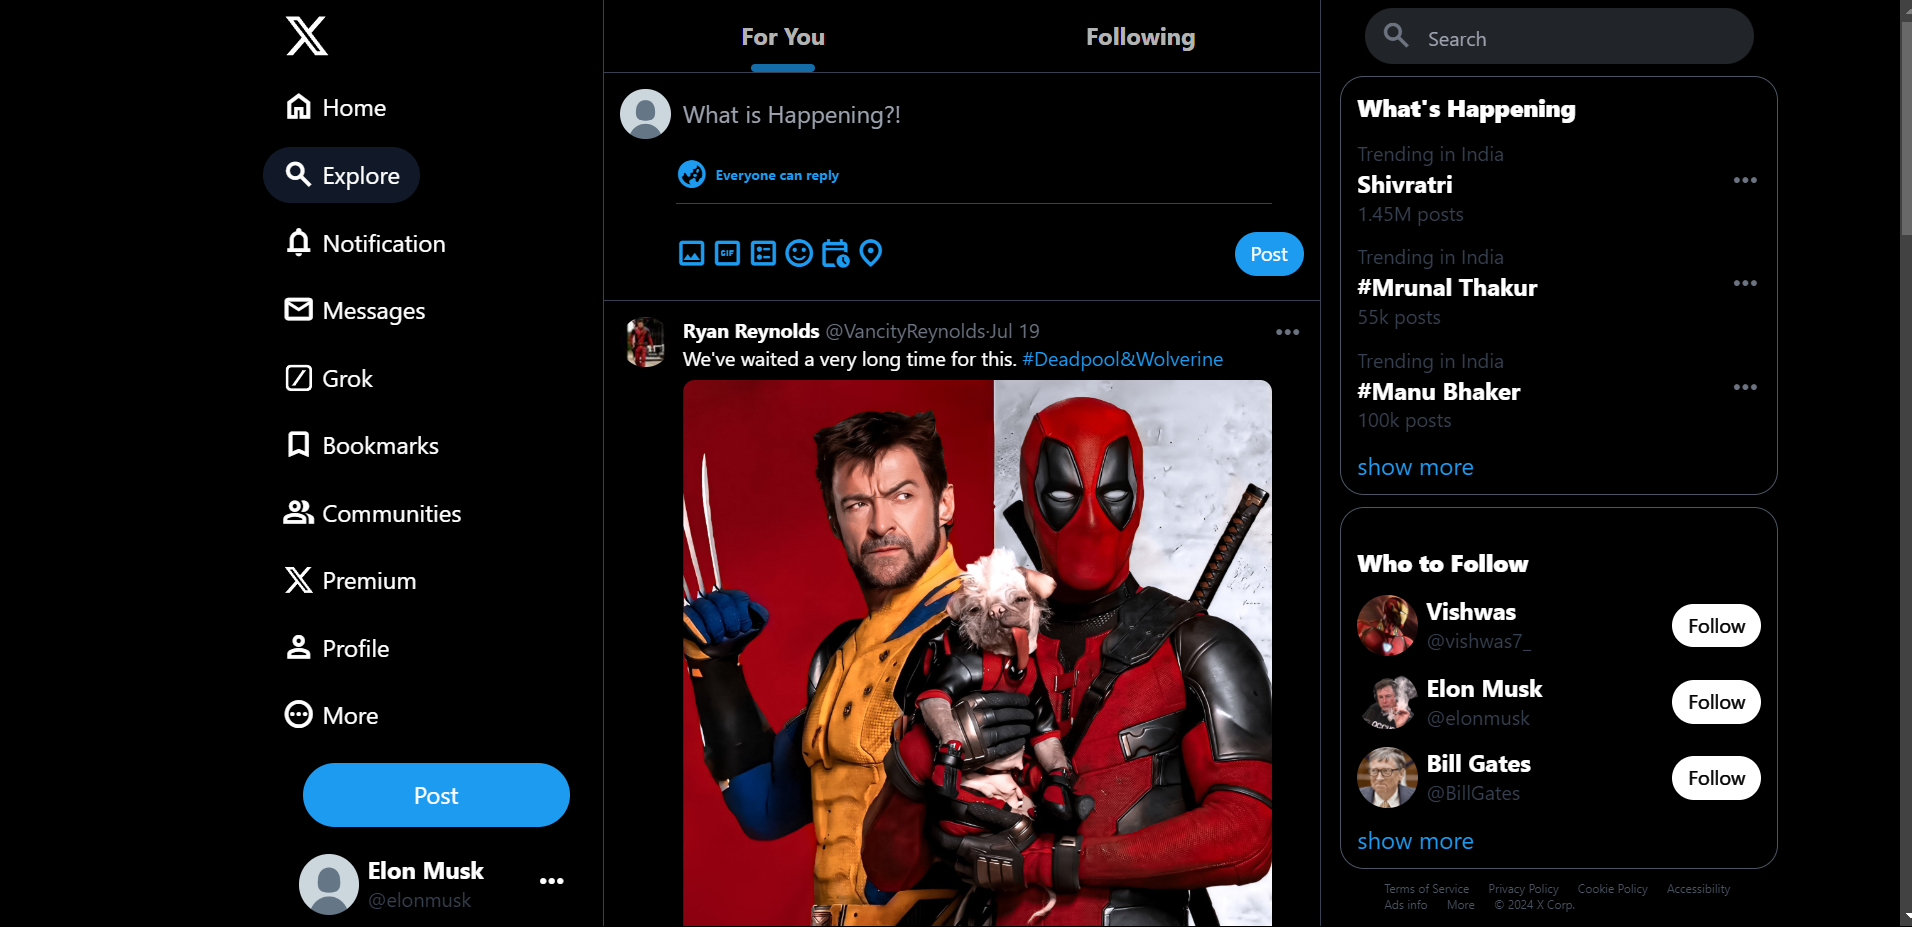 Home
Explore
Notification
Messages
Grok
Bookmarks
Communities
Premium
Profile
More
Post
Elon Musk
@elonmusk
For You
Following
What is Happening?!
Everyone can reply
GIF
Post
Ryan Reynolds @VancityReynolds·Jul 19
We've waited a very long time for this. #Deadpool&Wolverine
Search
What's Happening
Trending in India
Shivratri
1.45M posts
Trending in India
#Mrunal Thakur
55k posts
Trending in India
#Manu Bhaker
100k posts
show more
Who to Follow
Vishwas
@vishwas7_
Follow
Elon Musk
@elonmusk
Follow
Bill Gates
@BillGates
Follow
show more
Terms of Service Privacy Policy Cookie Policy Accessibility
Ads info More © 2024 X Corp.